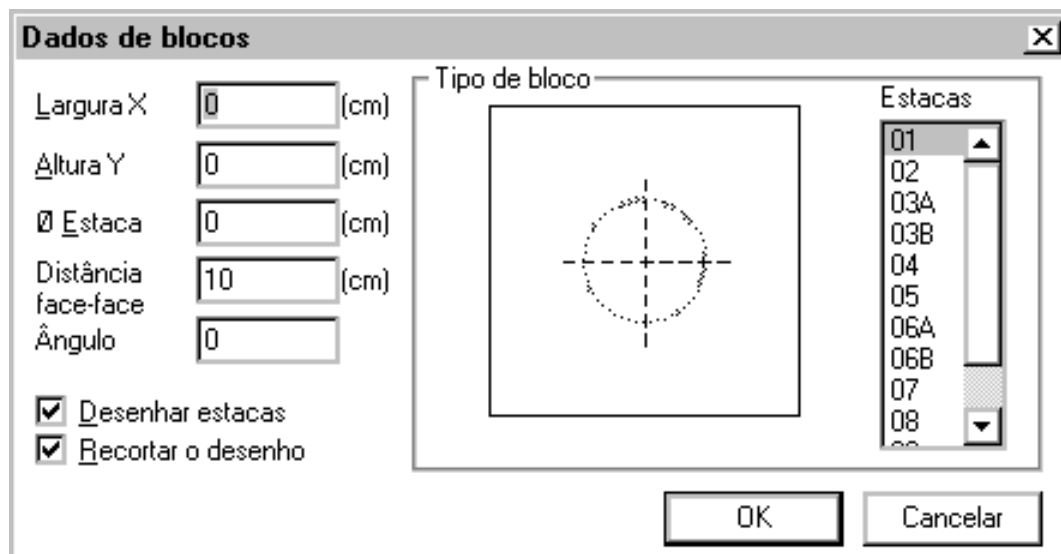 Dados de blocos
Largura X 0 (cm)
Altura Y 0 (cm)
Ø Estaca 0 (cm)
Distância
face-face 10 (cm)
Ângulo 0
Desenhar estacas
Recortar o desenho
Tipo de bloco
Estacas
01
02
03A
03B
04
05
06A
06B
07
08
OK
Cancelar